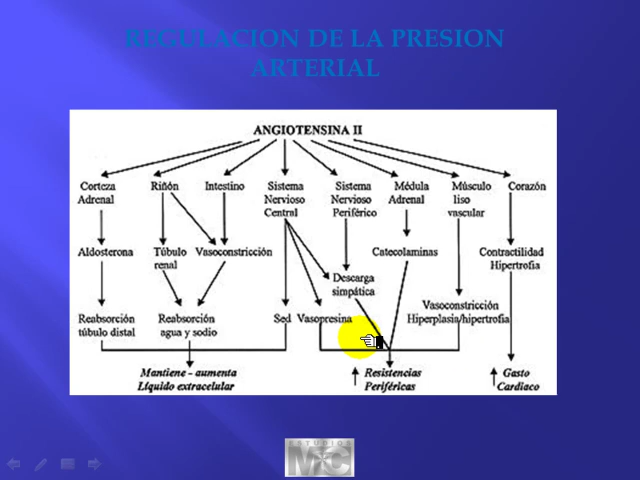 REGULACION DE LA PRESION
ARTERIAL
ANGIOTENSINA II
Corteza
Adrenal
Riñón
Intestino
Sistema
Nervioso
Central
Sistema
Nervioso
Periférico
Médula
Adrenal
Músculo
liso
vascular
Corazón
Aldosterona
Túbulo
renal
Vasoconstricción
Catecolaminas
Contractilidad
Hipertrofia
Descarga
simpática
Reabsorción
túbulo distal
Reabsorción
agua y sodio
Sed
Vasopresina
Vasoconstricción
Hiperplasia/hipertrofia
Mantiene - aumenta
Líquido extracelular
Resistencias
Periféricas
Gasto
Cardiaco
ESTUDIOS
MC